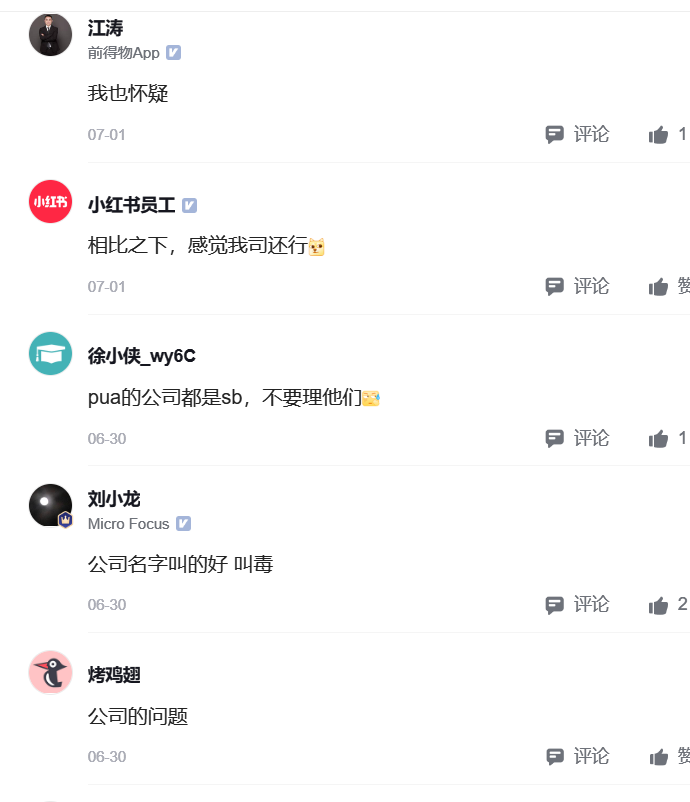 江涛
前得物App
我也怀疑
07-01
评论
1
小红书
小红书员工
相比之下，感觉我司还行
07-01
评论
赞
徐小侠_wy6C
pua的公司都是sb，不要理他们
06-30
评论
1
刘小龙
Micro Focus
公司名字叫的好 叫毒
06-30
评论
2
烤鸡翅
公司的问题
06-30
评论
赞